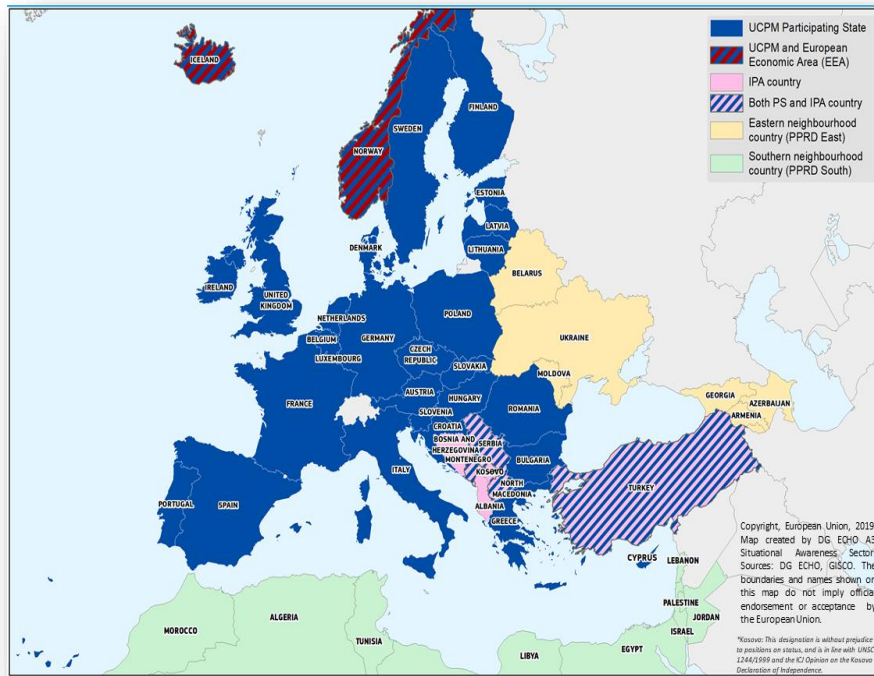 UCPM Participating State
UCPM and European
Economic Area (EEA)
IPA country
Both PS and IPA country
Eastern neighbourhood
country (PPRD East)
Southern neighbourhood
country (PPRD South)
ICELAND
FINLAND
SWEDEN
NORWAY
ESTONIA
LATVIA
LITHUANIA
DENMARK
BELARUS
IRELAND
UNITED
KINGDOM
NETHERLANDS
POLAND
BELGIUM
GERMANY
UKRAINE
LUXEMBOURG
CZECH
REPUBLIC
SLOVAKIA
MOLDOVA
AUSTRIA
HUNGARY
FRANCE
SLOVENIA
ROMANIA
GEORGIA
AZERBAIJAN
ARMENIA
CROATIA
BOSNIA AND
HERZEGOVINA
SERBIA
MONTENEGRO
BULGARIA
ITALY
KOSOVO
NORTH
MACEDONIA
TURKEY
ALBANIA
PORTUGAL
SPAIN
GREECE
CYPRUS
LEBANON
PALESTINE
JORDAN
ISRAEL
MOROCCO
ALGERIA
TUNISIA
LIBYA
EGYPT
Copyright, European Union, 2019
Map created by DG ECHO A3
Situational Awareness Sector
Sources: DG ECHO, GISCO. The
boundaries and names shown on
this map do not imply official
endorsement or acceptance by
the European Union.
*Kosovo: This designation is without prejudice
to positions on status, and is in line with UNSC
1244/1999 and the ICJ Opinion on the Kosovo
Declaration of Independence.